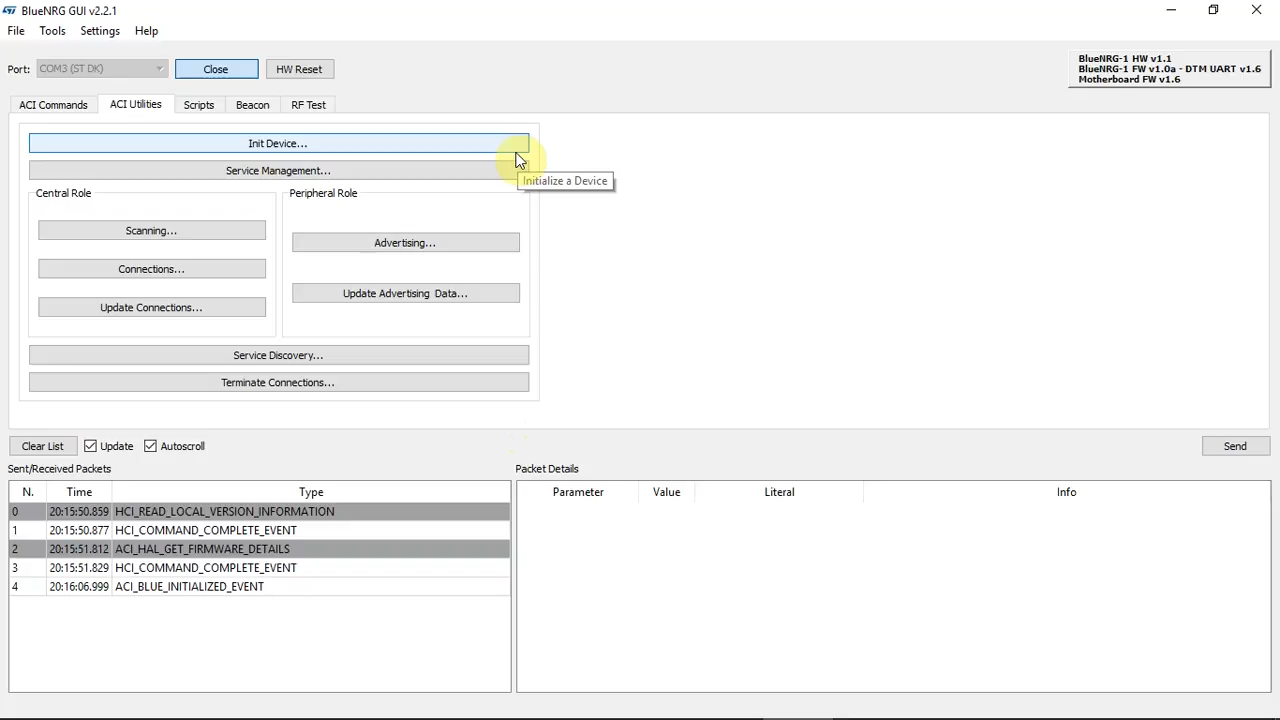 BlueNRG GUI v2.2.1
File Tools Settings Help
Port: COM3 (ST DK) Close HW Reset
BlueNRG-1 HW v1.1
BlueNRG-1 FW v1.0a - DTM UART v1.6
Motherboard FW v1.6
ACI Commands ACI Utilities Scripts Beacon RF Test
Init Device...
Service Management...
Initialize a Device
Central Role Peripheral Role
Scanning...
Advertising...
Connections...
Update Advertising Data...
Update Connections...
Service Discovery...
Terminate Connections...
Clear List Update Autoscroll Send
Sent/Received Packets Packet Details
N. Time Type Parameter Value Literal Info
0 20:15:50.859 HCI_READ_LOCAL_VERSION_INFORMATION
1 20:15:50.877 HCI_COMMAND_COMPLETE_EVENT
2 20:15:51.812 ACI_HAL_GET_FIRMWARE_DETAILS
3 20:15:51.829 HCI_COMMAND_COMPLETE_EVENT
4 20:16:06.999 ACI_BLUE_INITIALIZED_EVENT